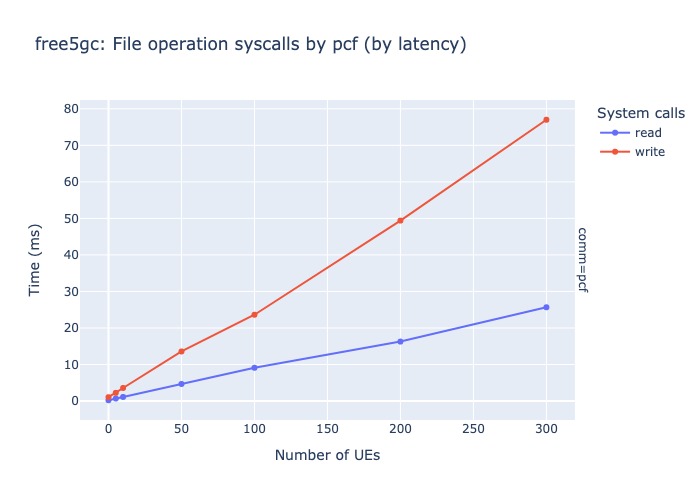 free5gc: File operation syscalls by pcf (by latency)
System calls
read
write
80
70
60
50
40
30
20
10
0
Time (ms)
comm=pcf
0 50 100 150 200 250 300
Number of UEs